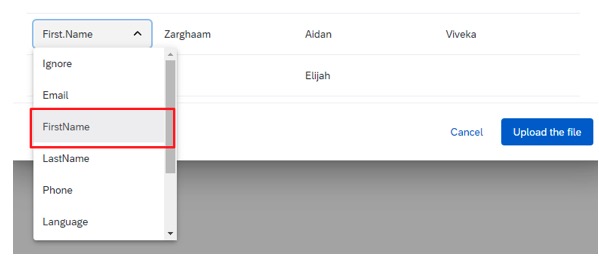 First.Name Zarghaam Aidan Viveka
Ignore
Elijah
Email
FirstName
Cancel Upload the file
LastName
Phone
Language